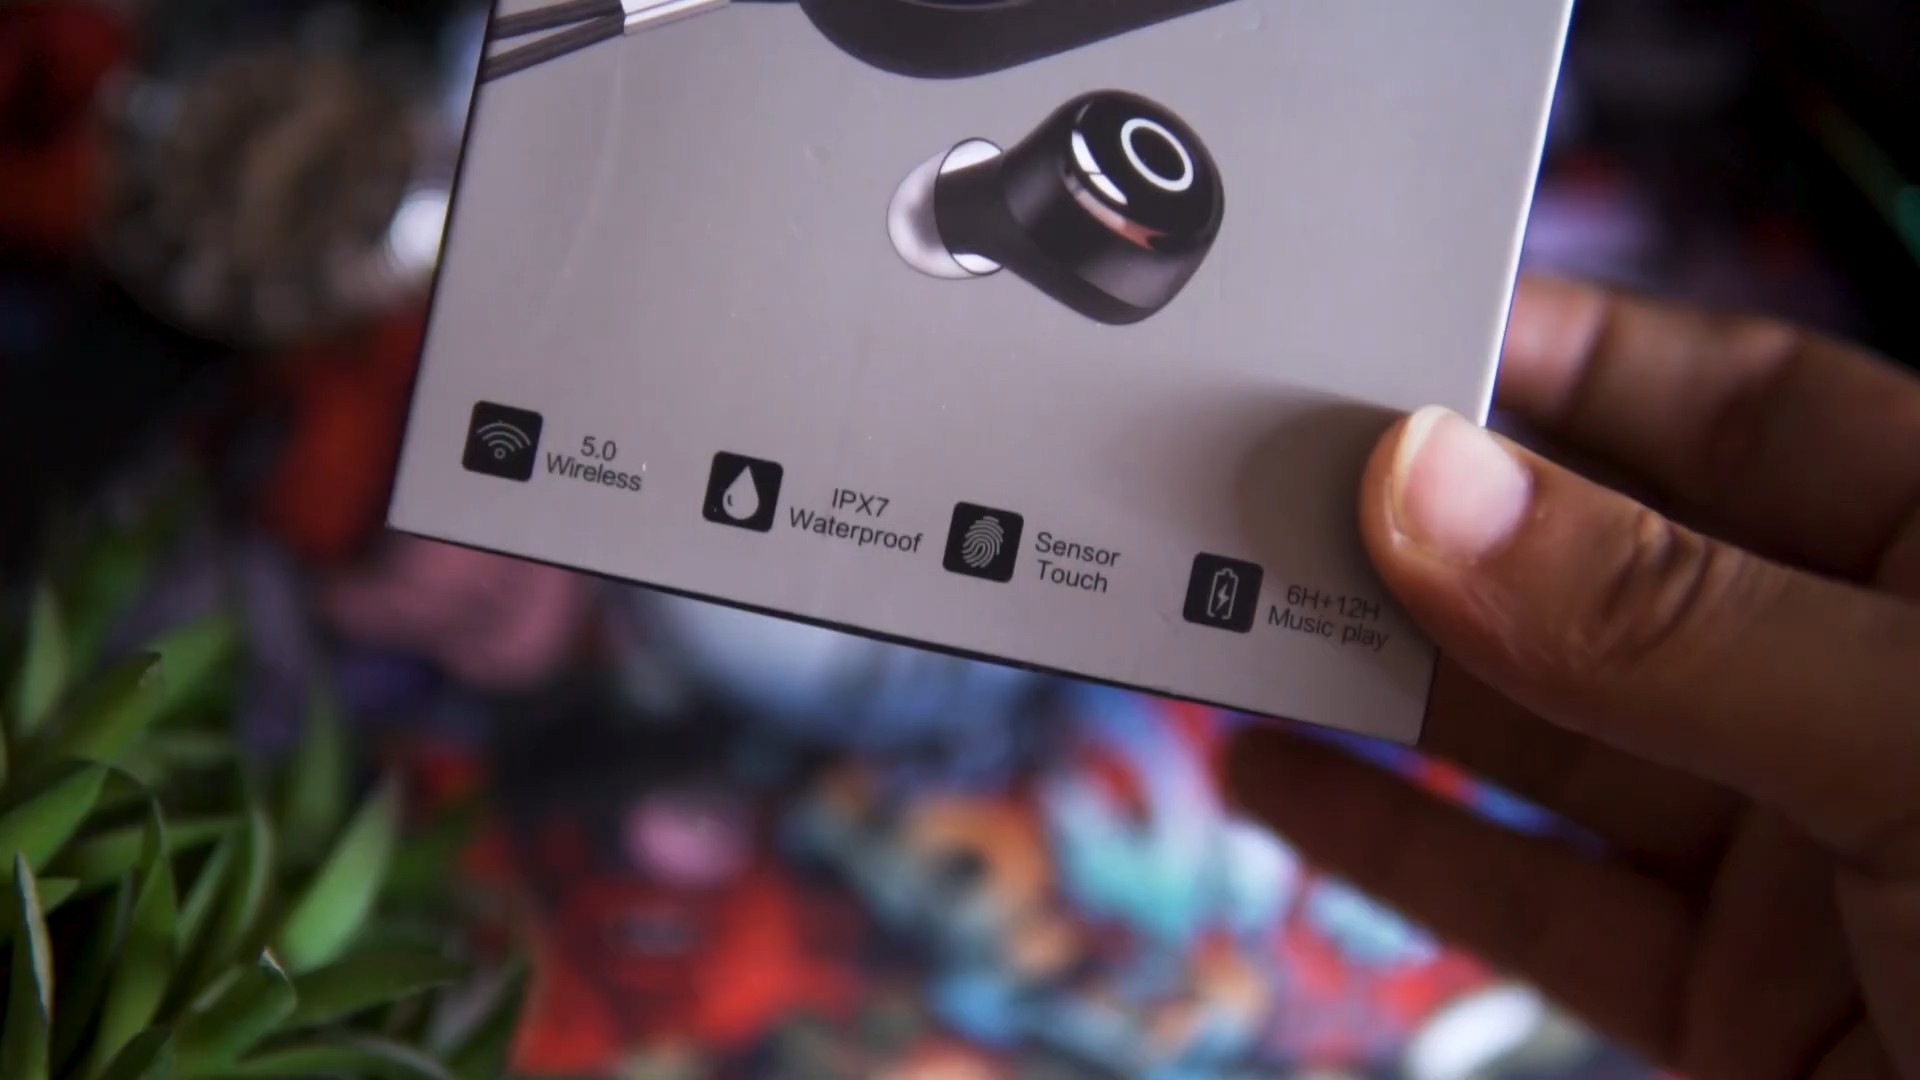 5.0
Wireless
IPX7
Waterproof
Sensor
Touch
6H+12H
Music play